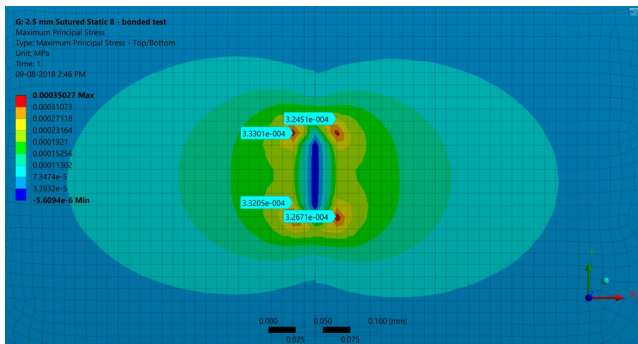 G: 2.5 mm Sutured Static 8 - bonded test
Maximum Principal Stress
Type: Maximum Principal Stress - Top/Bottom
Unit: MPa
Time: 1
09-08-2018 2:46 PM
0.00035027 Max
0.00031073
0.00027118
0.00023164
0.0001921
0.00015256
0.00011302
7.3474e-5
3.3932e-5
-5.6094e-6 Min
3.2451e-004
3.3301e-004
3.3205e-004
3.2671e-004
0.000 0.050 0.100 (mm)
0.025 0.075